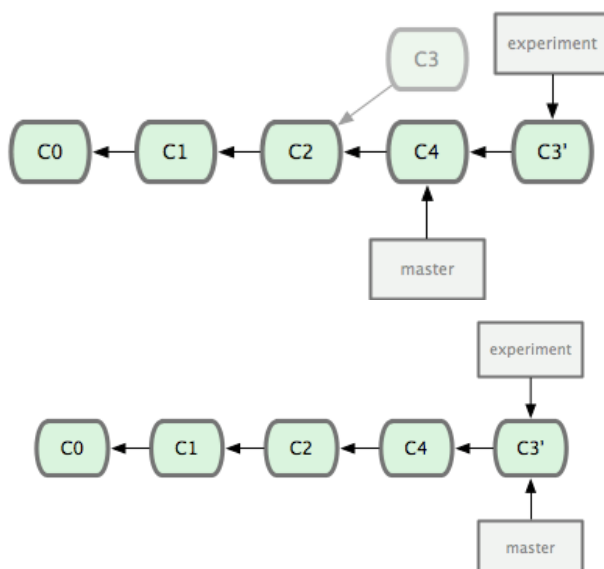 experiment
C3
C0 C1 C2 C4 C3'
master
experiment
C0 C1 C2 C4 C3'
master